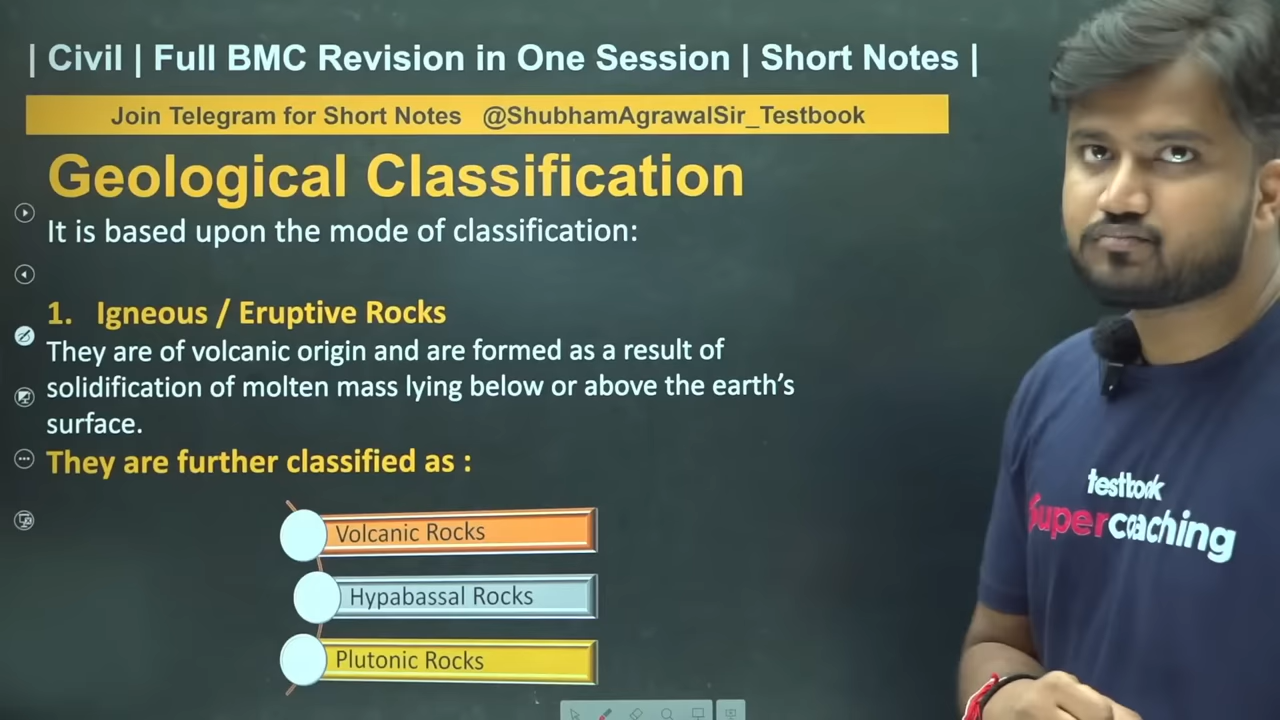 | Civil | Full BMC Revision in One Session | Short Notes |
Join Telegram for Short Notes @ShubhamAgrawalSir_Testbook
Geological Classification
It is based upon the mode of classification:
1. Igneous / Eruptive Rocks
They are of volcanic origin and are formed as a result of
solidification of molten mass lying below or above the earth's
surface.
They are further classified as :
Volcanic Rocks
Hypabassal Rocks
Plutonic Rocks
testbook
Supercoaching